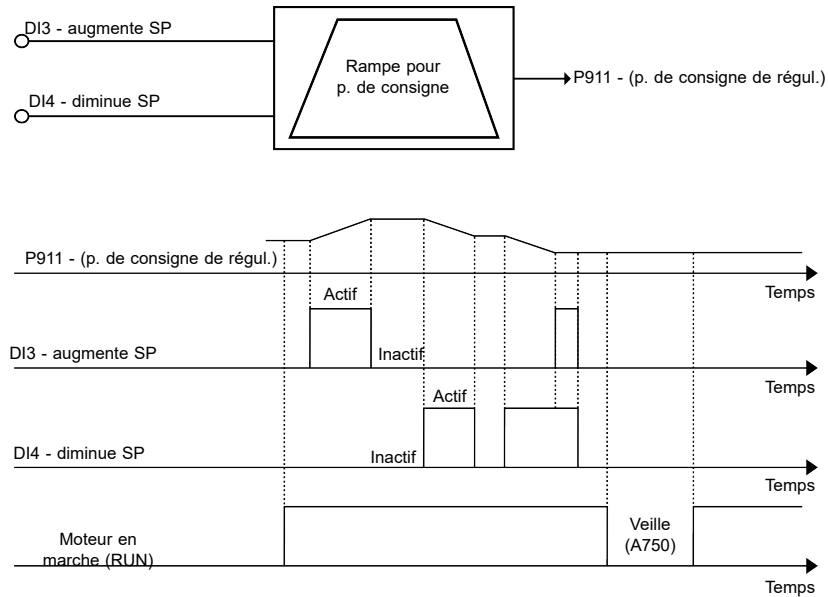 DI3 - augmente SP
DI4 - diminue SP
Rampe pour
p. de consigne
P911 - (p. de consigne de régul.)
P911 - (p. de consigne de régul.)
Temps
Actif
DI3 - augmente SP
Inactif
Temps
Actif
DI4 - diminue SP
Inactif
Temps
Moteur en
marche (RUN)
Veille
(A750)
Temps